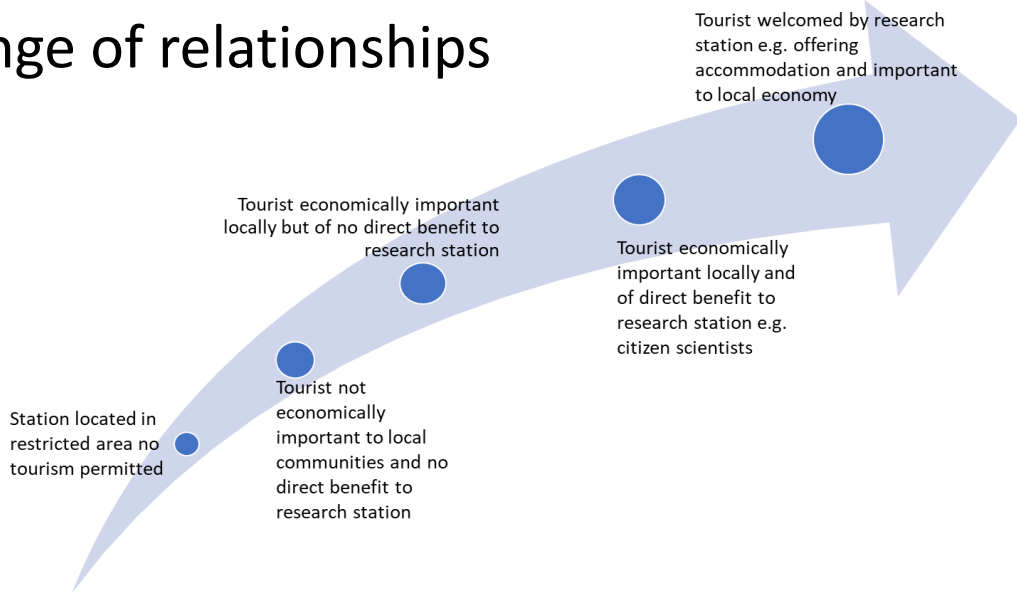 nge of relationships
Tourist welcomed by research
station e.g. offering
accommodation and important
to local economy
Tourist economically important
locally but of no direct benefit to
research station
Tourist economically
important locally and
of direct benefit to
research station e.g.
citizen scientists
Tourist not
economically
important to local
communities and no
direct benefit to
research station
Station located in
restricted area no
tourism permitted